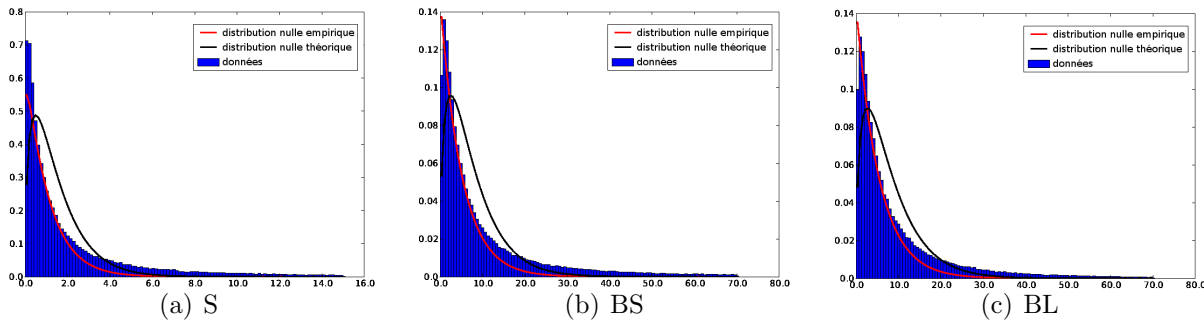 0.8
0.7
0.6
0.5
0.4
0.3
0.2
0.1
0.0
0.0 2.0 4.0 6.0 8.0 10.0 12.0 14.0 16.0
distribution nulle empirique
distribution nulle théorique
données
(a) S
0.14
0.12
0.10
0.08
0.06
0.04
0.02
0.0
0.0 10.0 20.0 30.0 40.0 50.0 60.0 70.0 80.0
distribution nulle empirique
distribution nulle théorique
données
(b) BS
0.14
0.12
0.10
0.08
0.06
0.04
0.02
0.0
0.0 10.0 20.0 30.0 40.0 50.0 60.0 70.0 80.0
distribution nulle empirique
distribution nulle théorique
données
(c) BL